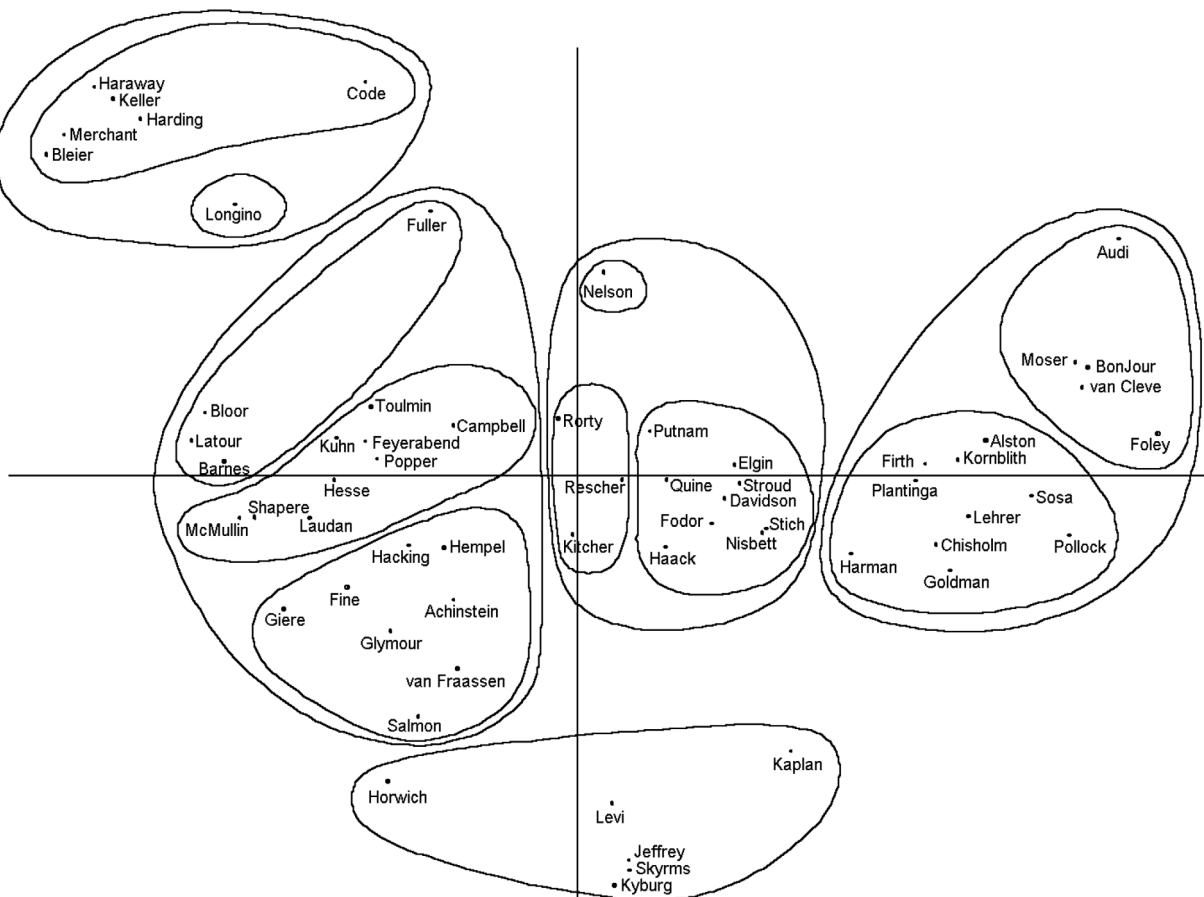 Haraway
Keller
Code
Harding
Merchant
Bleier
Longino
Fuller
Audi
Nelson
Moser
BonJour
van Cleve
Bloor
Toulmin
Campbell
Rorty
Putnam
Latour
Kuhn
Feyerabend
Popper
Barnes
Elgin
Firth
Alston
Kornblith
Foley
Hesse
Rescher
Quine
Stroud
Davidson
Plantinga
Sosa
Shapere
McMullin
Laudan
Fodor
Stich
Nisbett
Lehrer
Hacking
Hempel
Kitcher
Haack
Harman
Chisholm
Pollock
Goldman
Fine
Giere
Achinstein
Glymour
van Fraassen
Salmon
Kaplan
Horwich
Levi
Jeffrey
Skyrms
Kyburg